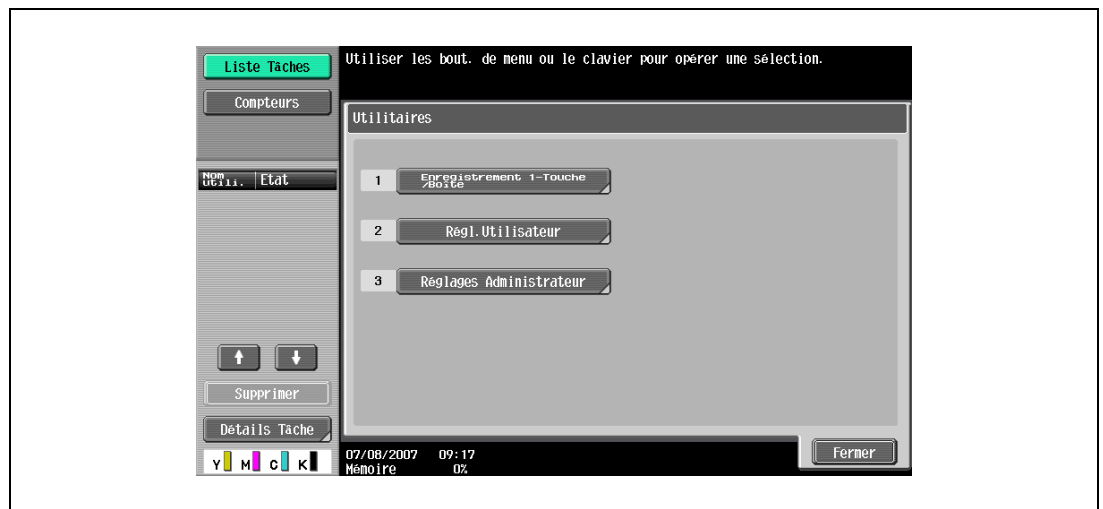 Liste Tâches
Utiliser les bout. de menu ou le clavier pour opérer une sélection.
Compteurs
Utilitaires
Nom Utili. Etat
1 Enregistrement 1-Touche
/Boîte
2 Régl.Utilisateur
3 Réglages Administrateur
Supprimer
Détails Tâche
Y M C K
07/08/2007 09:17
Mémoire 0%
Fermer